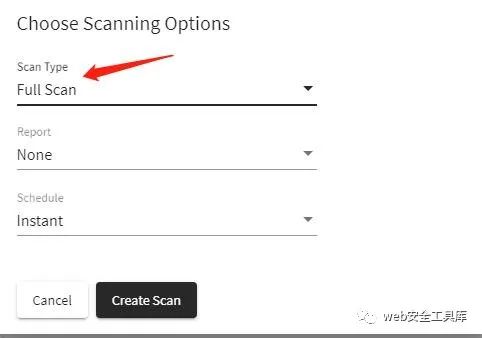 Choose Scanning Options
Scan Type
Full Scan
Report
None
Schedule
Instant
Cancel
Create Scan
web安全工具库